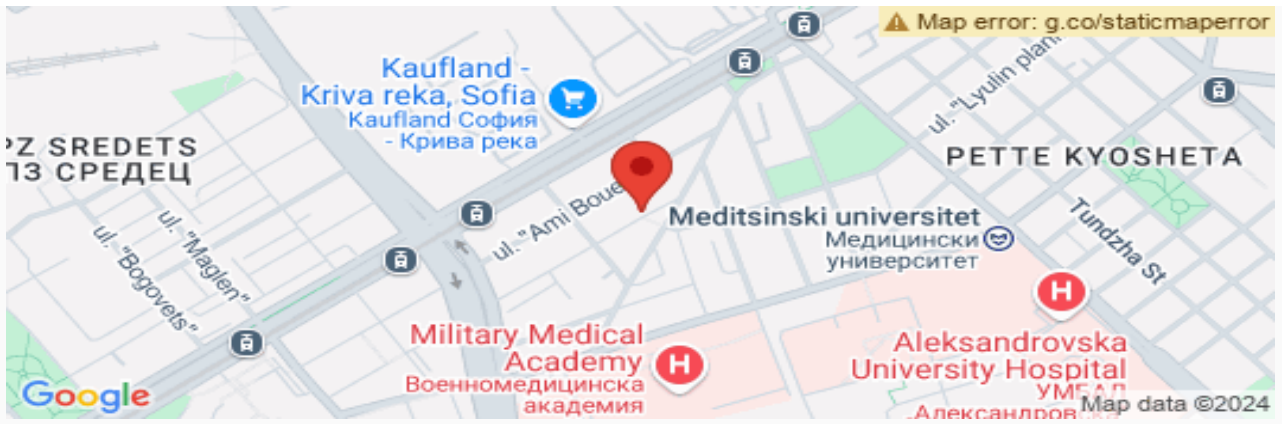 Map error: g.co/staticmaperror
Kaufland -
Kriva reka, Sofia
Kaufland София
- Крива река
ul. "Lyulin plani
PZ SREDETS
ПЗ СРЕДЕЦ
PETTE KYOSHETA
ul. "Ami Boue
ul. "Maglen"
ul. "Bogovets"
Meditsinski universitet
Медицински
университет
Tundzha St
H
Military Medical
Academy
Военномедицинска
академия
H
Aleksandrovska
University Hospital
УМБАЛ
"Александров
Google
Map data ©2024